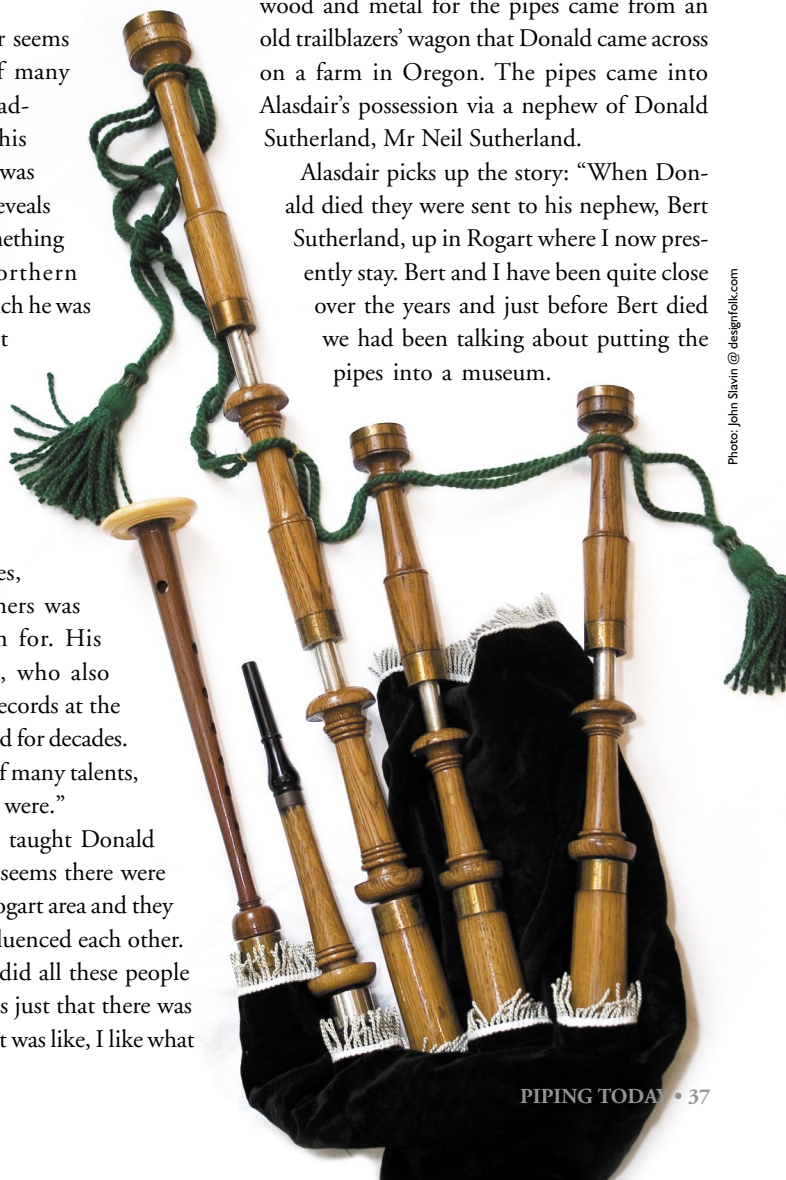 r seems
f many
ad-
his
was
eveals
nething
orthern
ch he was
t
es,
ners was
n for. His
, who also
ecords at the
d for decades.
f many talents,
were.”
taught Donald
seems there were
ogart area and they
luenced each other.
did all these people
s just that there was
t was like, I like what
wood and metal for the pipes came from an
old trailblazers’ wagon that Donald came across
on a farm in Oregon. The pipes came into
Alasdair’s possession via a nephew of Donald
Sutherland, Mr Neil Sutherland.
Alasdair picks up the story: “When Don-
ald died they were sent to his nephew, Bert
Sutherland, up in Rogart where I now pres-
ently stay. Bert and I have been quite close
over the years and just before Bert died
we had been talking about putting the
pipes into a museum.
Photo: John Slavin @ designfolk.com
PIPING TODAY • 37